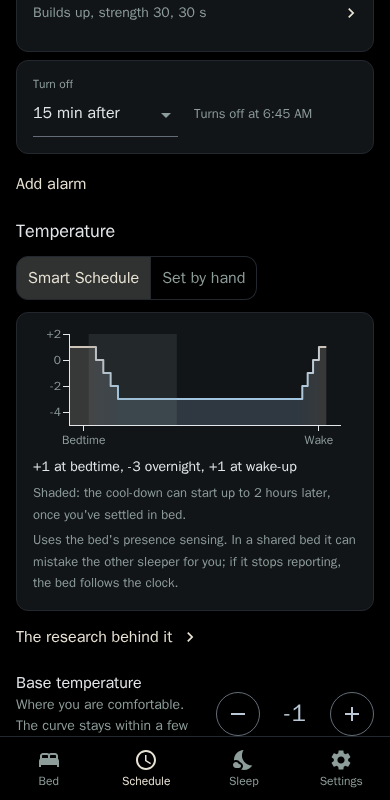 Builds up, strength 30, 30 s
Turn off
15 min after
Turns off at 6:45 AM
Add alarm
Temperature
Smart Schedule
Set by hand
+2
0
-2
-4
Bedtime
Wake
+1 at bedtime, -3 overnight, +1 at wake-up
Shaded: the cool-down can start up to 2 hours later,
once you've settled in bed.
Uses the bed's presence sensing. In a shared bed it can
mistake the other sleeper for you; if it stops reporting,
the bed follows the clock.
The research behind it
Base temperature
Where you are comfortable.
The curve stays within a few
-1
Bed
Schedule
Sleep
Settings